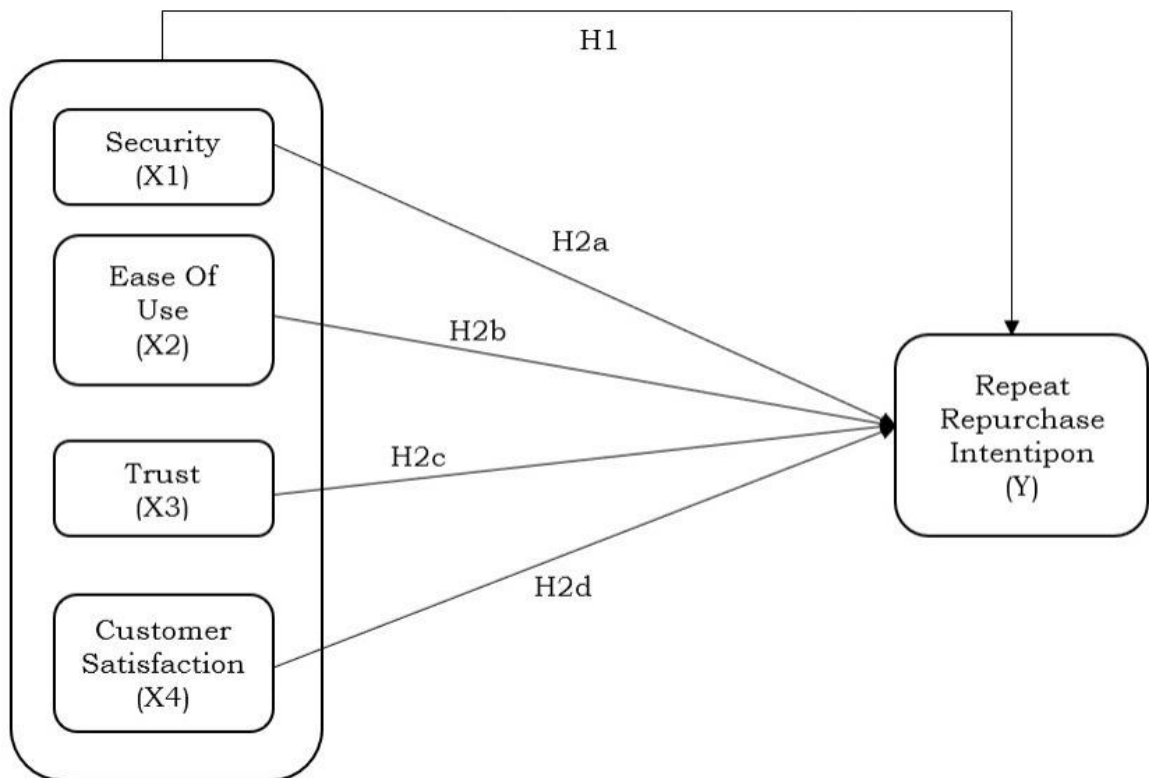 H1
Security
(X1)
H2a
Ease Of
Use
(X2)
H2b
Trust
(X3)
H2c
Customer
Satisfaction
(X4)
H2d
Repeat
Repurchase
Intentipon
(Y)